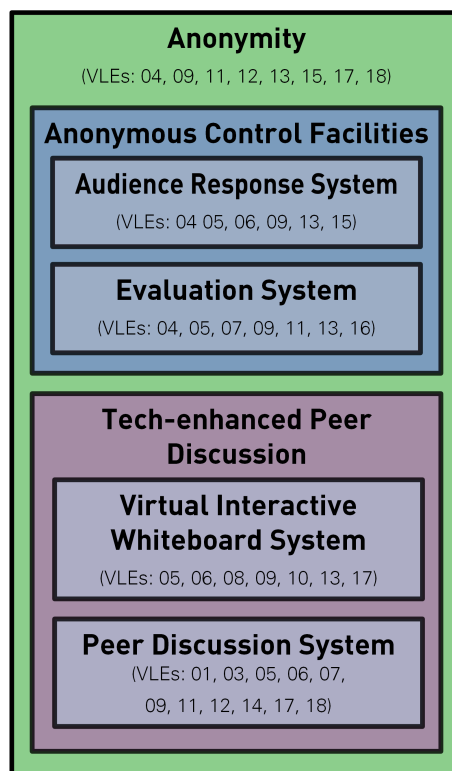 Anonymity
(VLEs: 04, 09, 11, 12, 13, 15, 17, 18)
Anonymous Control Facilities
Audience Response System
(VLEs: 04 05, 06, 09, 13, 15)
Evaluation System
(VLEs: 04, 05, 07, 09, 11, 13, 16)
Tech-enhanced Peer
Discussion
Virtual Interactive
Whiteboard System
(VLEs: 05, 06, 08, 09, 10, 13, 17)
Peer Discussion System
(VLEs: 01, 03, 05, 06, 07,
09, 11, 12, 14, 17, 18)